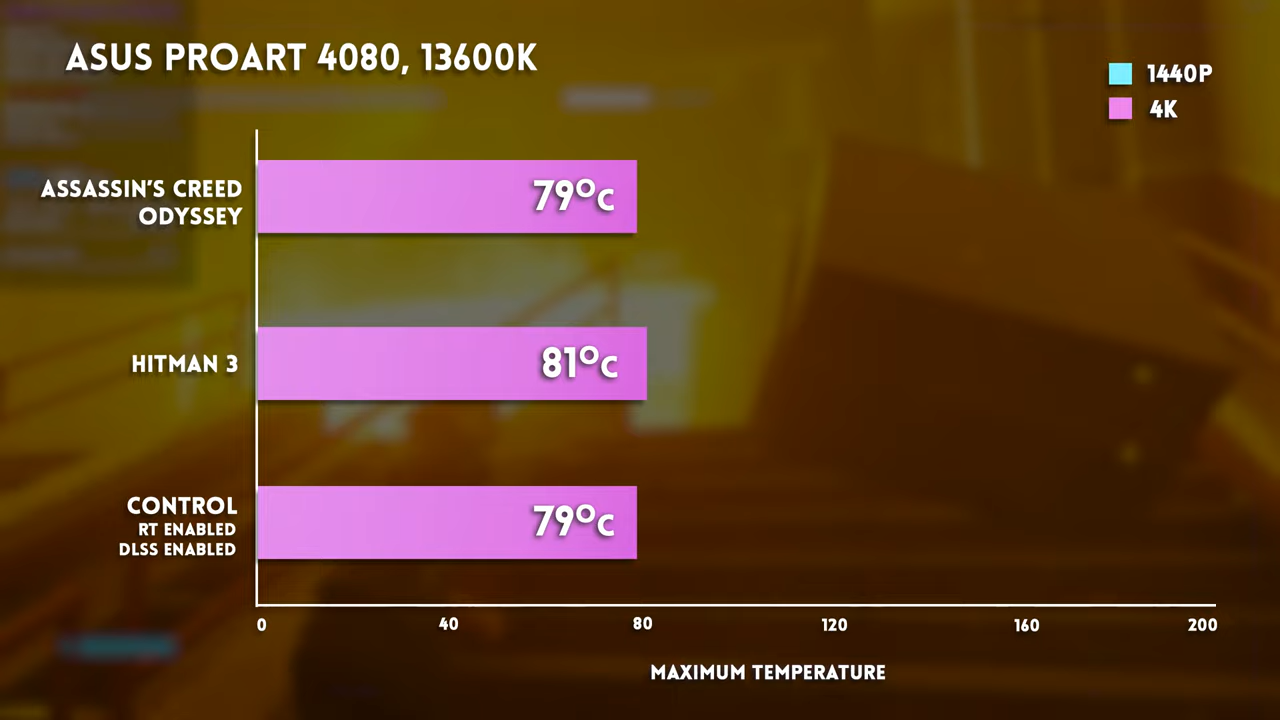 ASUS PROART 4080, 13600K
1440P
4K
ASSASSIN'S CREED
ODYSSEY
79°C
HITMAN 3
81°C
CONTROL
RT ENABLED
DLSS ENABLED
79°C
0 40 80 120 160 200
MAXIMUM TEMPERATURE